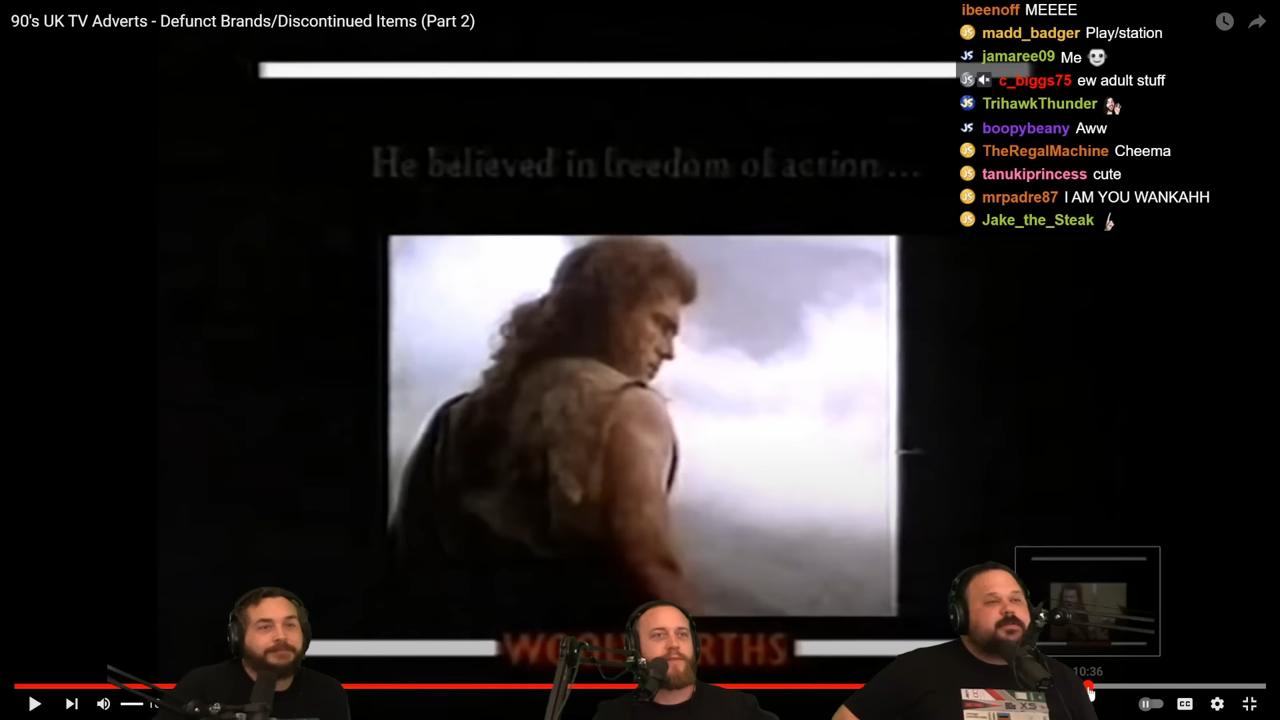 90's UK TV Adverts - Defunct Brands/Discontinued Items (Part 2)
ibeenoff MEEEE
madd_badger Play/station
jamaree09 Me
c_biggs75 ew adult stuff
TrihawkThunder
boopybeany Aww
TheRegalMachine Cheema
tanukiprincess cute
mrpadre87 I AM YOU WANKAHH
Jake_the_Steak
He believed in freedom of action...
10:36